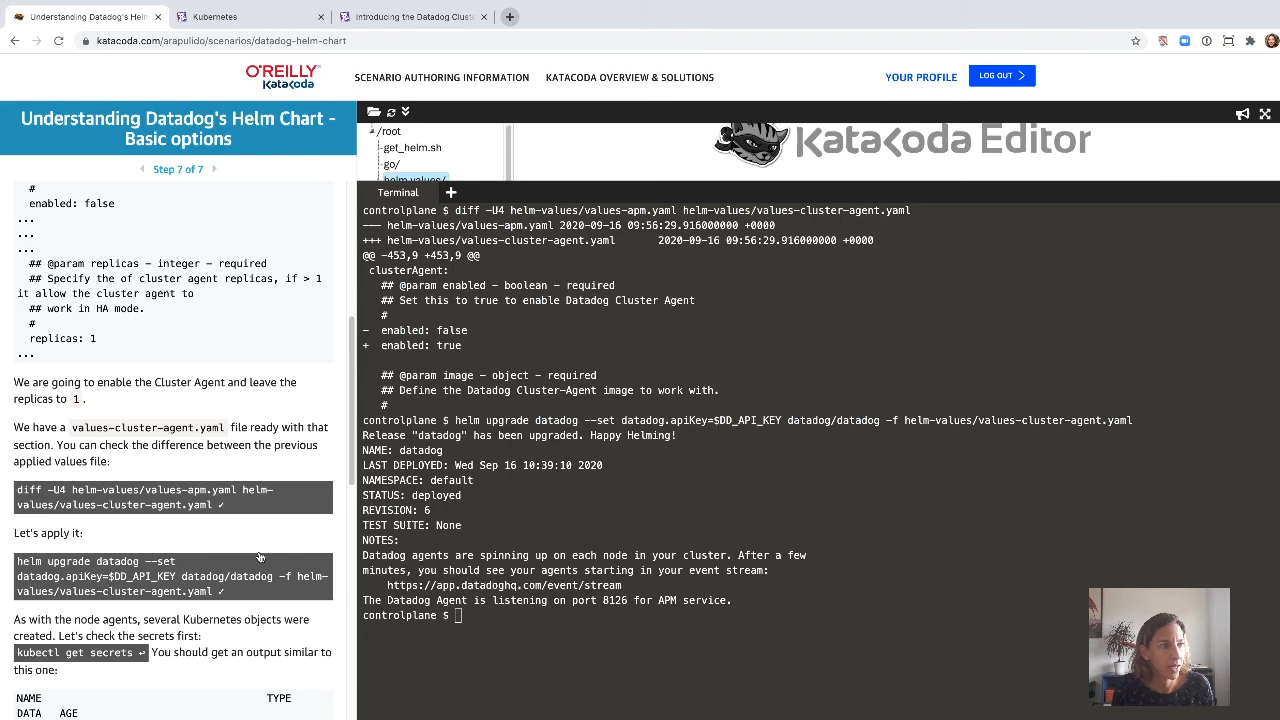 Understanding Datadog's Helm
Kubernetes
Introducing the Datadog Cluste
katacoda.com/arapulido/scenarios/datadog-helm-chart
O'REILLY
Katacoda
SCENARIO AUTHORING INFORMATION
KATACODA OVERVIEW & SOLUTIONS
YOUR PROFILE
LOG OUT
Understanding Datadog's Helm Chart -
Basic options
Step 7 of 7
#
enabled: false
...
...
...
## @param replicas - integer - required
## Specify the of cluster agent replicas, if > 1
it allow the cluster agent to
## work in HA mode.
#
replicas: 1
...
We are going to enable the Cluster Agent and leave the
replicas to 1 .
We have a values-cluster-agent.yaml file ready with that
section. You can check the difference between the previous
applied values file:
diff -U4 helm-values/values-apm.yaml helm-
values/values-cluster-agent.yaml ✓
Let's apply it:
helm upgrade datadog --set
datadog.apiKey=$DD_API_KEY datadog/datadog -f helm-
values/values-cluster-agent.yaml ✓
As with the node agents, several Kubernetes objects were
created. Let's check the secrets first:
kubectl get secrets ↩ You should get an output similar to
this one:
NAME TYPE
DATA AGE
/root
get_helm.sh
go/
helm-values/
Katacoda Editor
Terminal
controlplane $ diff -U4 helm-values/values-apm.yaml helm-values/values-cluster-agent.yaml
--- helm-values/values-apm.yaml 2020-09-16 09:56:29.916000000 +0000
+++ helm-values/values-cluster-agent.yaml 2020-09-16 09:56:29.916000000 +0000
@@ -453,9 +453,9 @@
clusterAgent:
## @param enabled - boolean - required
## Set this to true to enable Datadog Cluster Agent
#
- enabled: false
+ enabled: true
## @param image - object - required
## Define the Datadog Cluster-Agent image to work with.
#
controlplane $ helm upgrade datadog --set datadog.apiKey=$DD_API_KEY datadog/datadog -f helm-values/values-cluster-agent.yaml
Release "datadog" has been upgraded. Happy Helming!
NAME: datadog
LAST DEPLOYED: Wed Sep 16 10:39:10 2020
NAMESPACE: default
STATUS: deployed
REVISION: 6
TEST SUITE: None
NOTES:
Datadog agents are spinning up on each node in your cluster. After a few
minutes, you should see your agents starting in your event stream:
https://app.datadoghq.com/event/stream
The Datadog Agent is listening on port 8126 for APM service.
controlplane $